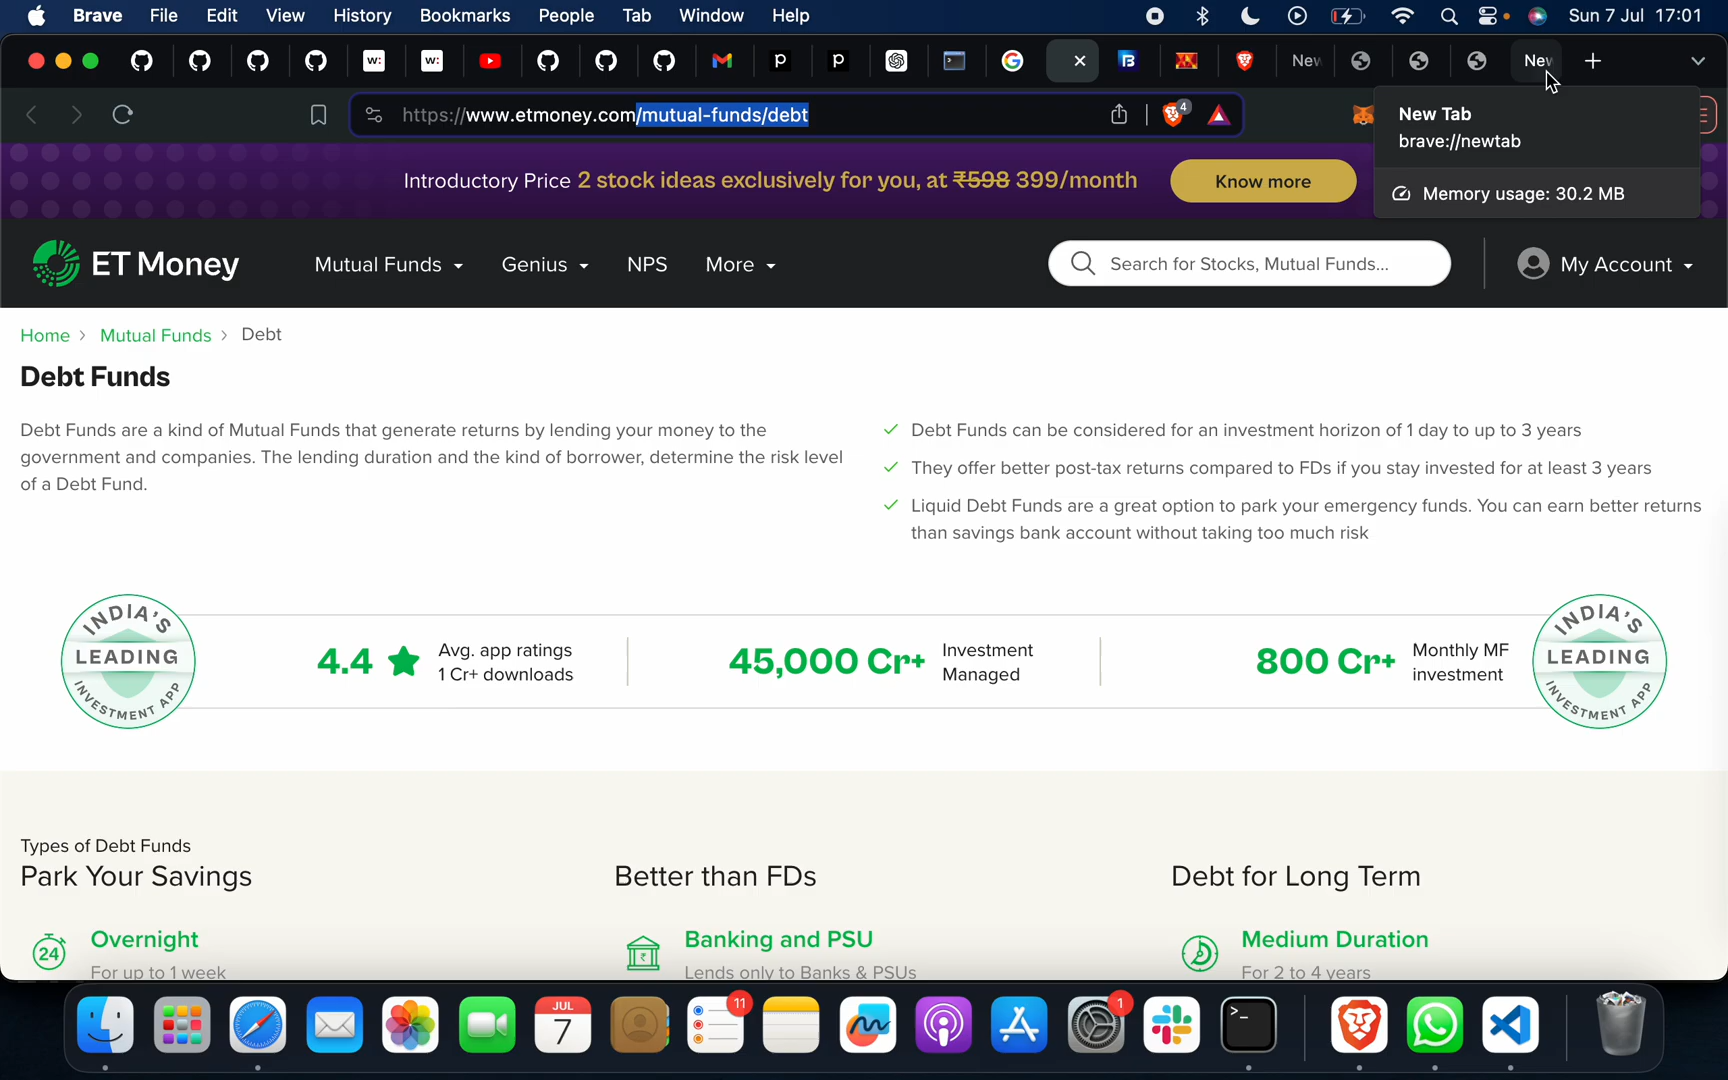 Brave File Edit View History Bookmarks People Tab Window Help Sun 7 Jul 17:01
w: w: p p New New
https://www.etmoney.com/mutual-funds/debt 4
New Tab
brave://newtab
Memory usage: 30.2 MB
Introductory Price 2 stock ideas exclusively for you, at ₹598 399/month Know more
ET Money Mutual Funds Genius NPS More Search for Stocks, Mutual Funds... My Account
Home > Mutual Funds > Debt
Debt Funds
Debt Funds are a kind of Mutual Funds that generate returns by lending your money to the
government and companies. The lending duration and the kind of borrower, determine the risk level
of a Debt Fund.
Debt Funds can be considered for an investment horizon of 1 day to up to 3 years
They offer better post-tax returns compared to FDs if you stay invested for at least 3 years
Liquid Debt Funds are a great option to park your emergency funds. You can earn better returns
than savings bank account without taking too much risk
INDIA'S
LEADING
INVESTMENT APP
4.4 Avg. app ratings
1 Cr+ downloads
45,000 Cr+ Investment
Managed
800 Cr+ Monthly MF
investment
INDIA'S
LEADING
INVESTMENT APP
Types of Debt Funds
Park Your Savings
24 Overnight
For up to 1 week
Better than FDs
₹ Banking and PSU
Lends only to Banks & PSUs
Debt for Long Term
Medium Duration
For 2 to 4 years
JUL
7
11
1
>_